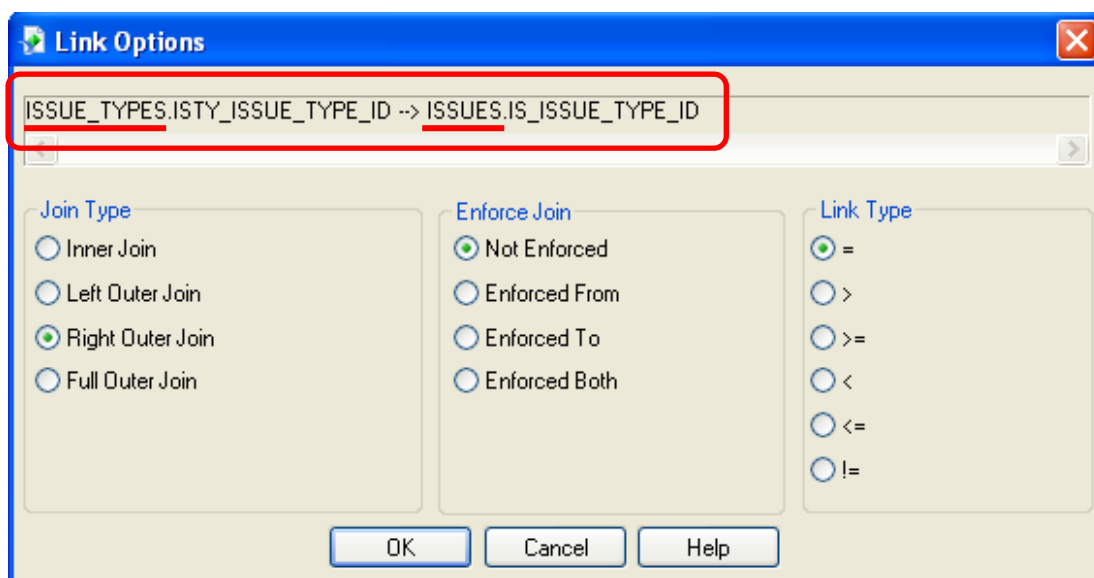 Link Options
ISSUE_TYPES.ISTY_ISSUE_TYPE_ID --> ISSUES.IS_ISSUE_TYPE_ID
Join Type
Inner Join
Left Outer Join
Right Outer Join
Full Outer Join
Enforce Join
Not Enforced
Enforced From
Enforced To
Enforced Both
Link Type
=
>
>=
<
<=
!=
OK
Cancel
Help